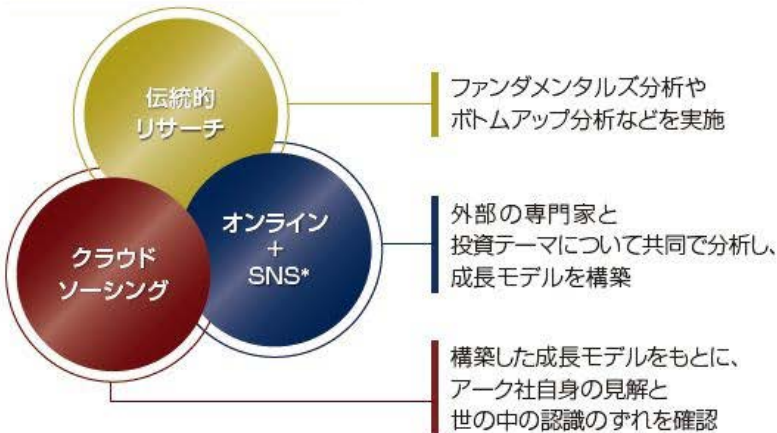 伝統的
リサーチ
ファンダメンタルズ分析や
ボトムアップ分析などを実施
オンライン
+
SNS*
外部の専門家と
投資テーマについて共同で分析し、
成長モデルを構築
クラウド
ソーシング
構築した成長モデルをもとに、
アーク社自身の見解と
世の中の認識のずれを確認